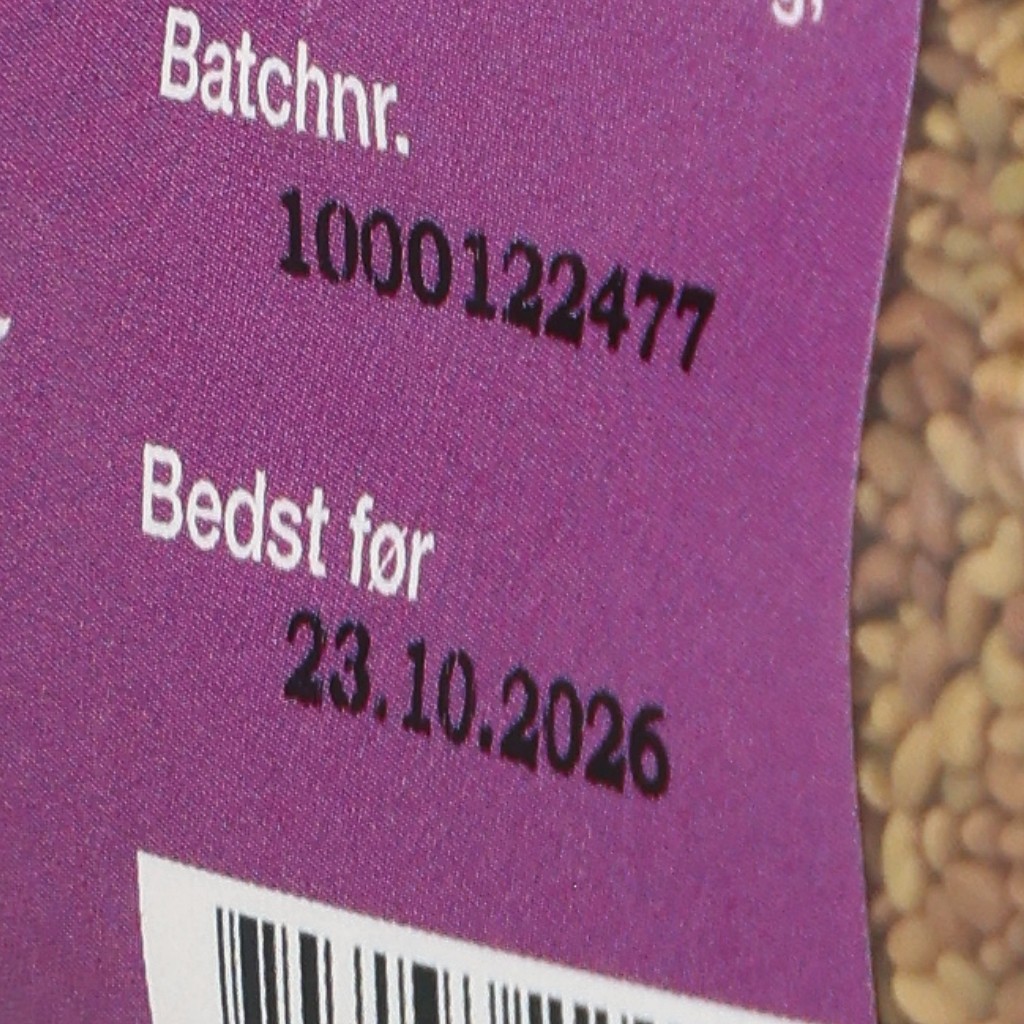 Batchnr.
1000122477
Bedst før
23.10.2026